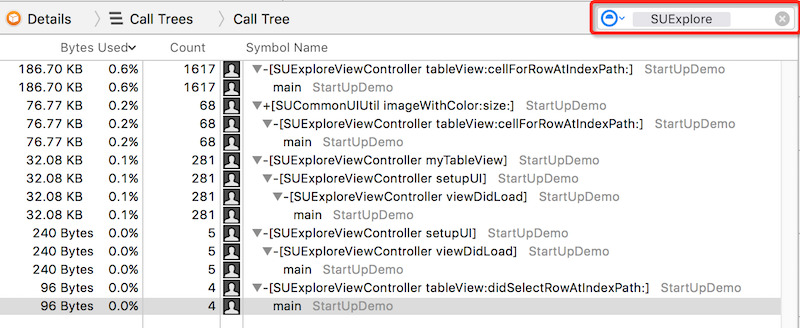 Details Call Trees Call Tree SUExplore
Bytes Used Count Symbol Name
186.70 KB 0.6% 1617 -[SUExploreViewController tableView:cellForRowAtIndexPath:] StartUpDemo
186.70 KB 0.6% 1617 main StartUpDemo
76.77 KB 0.2% 68 +[SUCommonUIUtil imageWithColor:size:] StartUpDemo
76.77 KB 0.2% 68 -[SUExploreViewController tableView:cellForRowAtIndexPath:] StartUpDemo
76.77 KB 0.2% 68 main StartUpDemo
32.08 KB 0.1% 281 -[SUExploreViewController myTableView] StartUpDemo
32.08 KB 0.1% 281 -[SUExploreViewController setupUI] StartUpDemo
32.08 KB 0.1% 281 -[SUExploreViewController viewDidLoad] StartUpDemo
32.08 KB 0.1% 281 main StartUpDemo
240 Bytes 0.0% 5 -[SUExploreViewController setupUI] StartUpDemo
240 Bytes 0.0% 5 -[SUExploreViewController viewDidLoad] StartUpDemo
240 Bytes 0.0% 5 main StartUpDemo
96 Bytes 0.0% 4 -[SUExploreViewController tableView:didSelectRowAtIndexPath:] StartUpDemo
96 Bytes 0.0% 4 main StartUpDemo